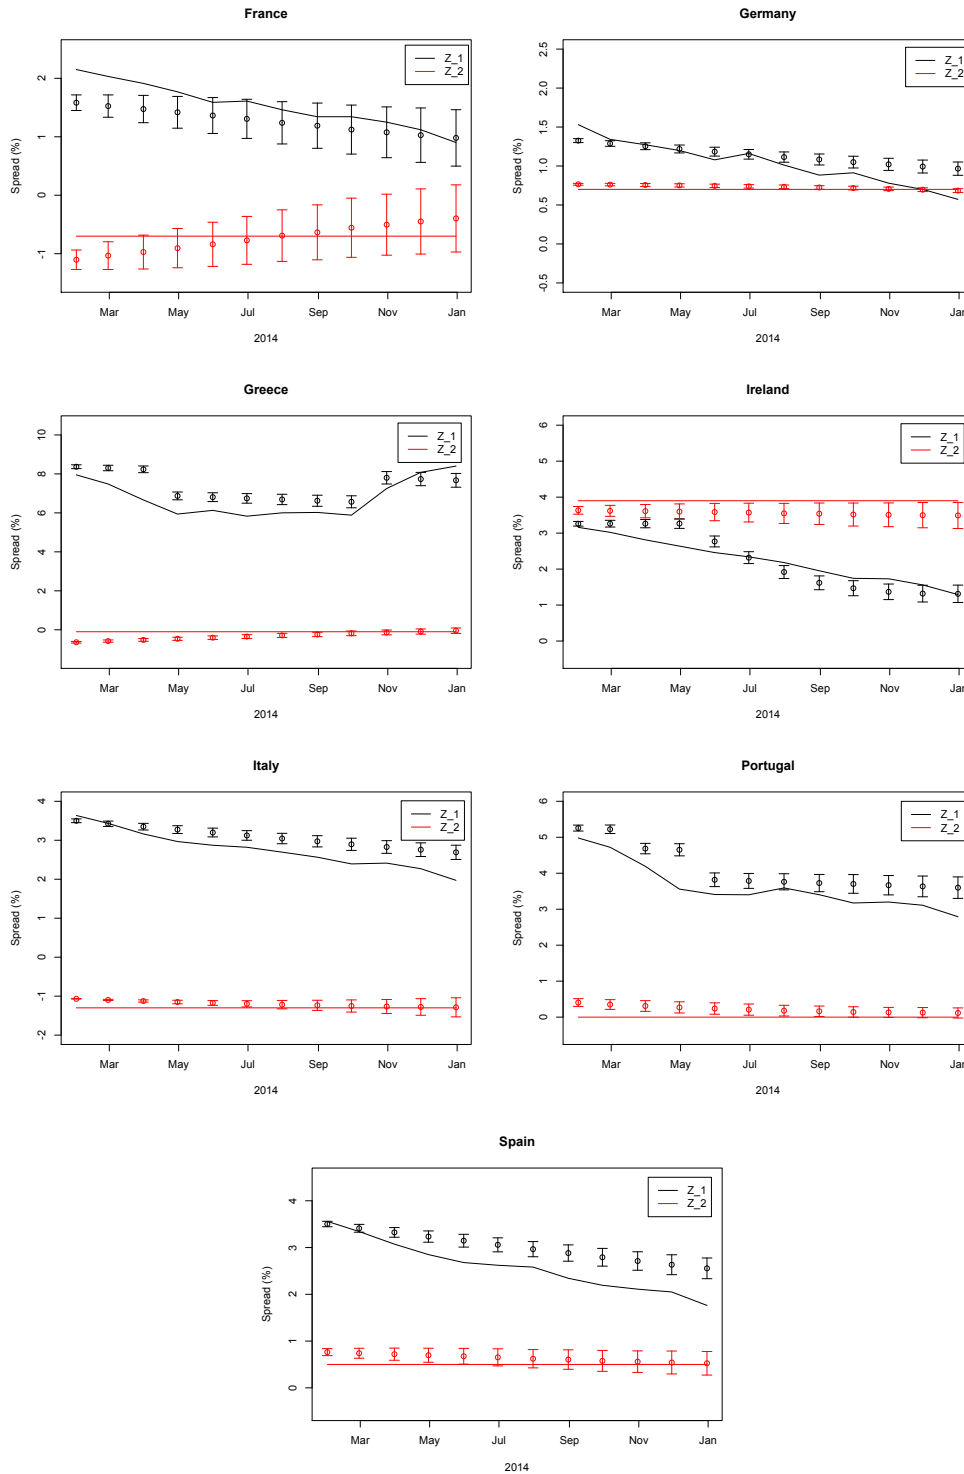 France
Z_1
Z_2
Spread (%)
2
1
0
-1
Mar May Jul Sep Nov Jan
2014
Germany
Z_1
Z_2
Spread (%)
2.5
2.0
1.5
1.0
0.5
0.0
-0.5
Mar May Jul Sep Nov Jan
2014
Greece
Z_1
Z_2
Spread (%)
10
8
6
4
2
0
Mar May Jul Sep Nov Jan
2014
Ireland
Z_1
Z_2
Spread (%)
6
5
4
3
2
1
0
Mar May Jul Sep Nov Jan
2014
Italy
Z_1
Z_2
Spread (%)
4
3
2
1
0
-1
-2
Mar May Jul Sep Nov Jan
2014
Portugal
Z_1
Z_2
Spread (%)
6
5
4
3
2
1
0
Mar May Jul Sep Nov Jan
2014
Spain
Z_1
Z_2
Spread (%)
4
3
2
1
0
Mar May Jul Sep Nov Jan
2014